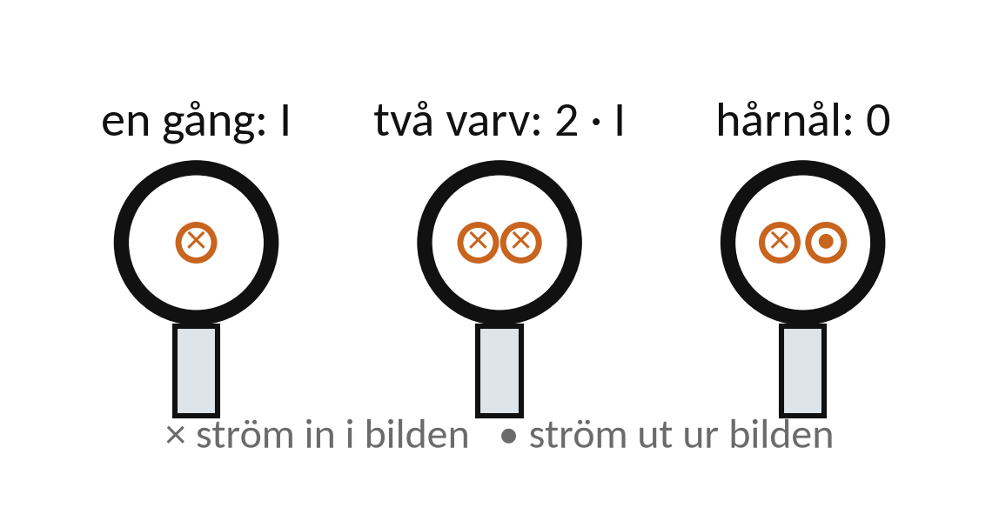 en gång: I
två varv: 2 · I
hårnål: 0
× ström in i bilden ● ström ut ur bilden